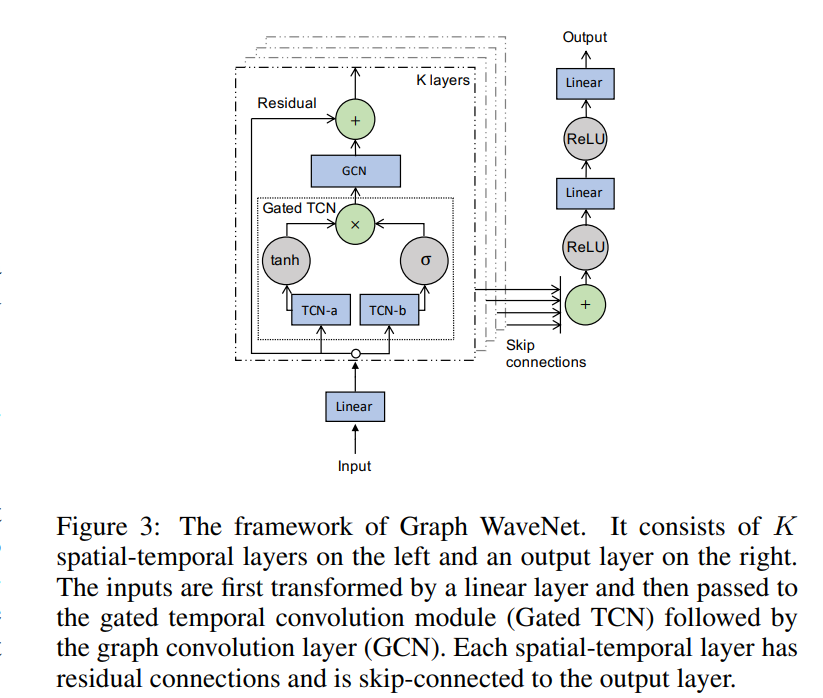 Output
K layers
Linear
Residual
+
ReLU
GCN
Linear
Gated TCN
×
ReLU
tanh
σ
TCN-a
TCN-b
+
Skip
connections
Linear
Input
Figure 3: The framework of Graph WaveNet. It consists of K
spatial-temporal layers on the left and an output layer on the right.
The inputs are first transformed by a linear layer and then passed to
the gated temporal convolution module (Gated TCN) followed by
the graph convolution layer (GCN). Each spatial-temporal layer has
residual connections and is skip-connected to the output layer.